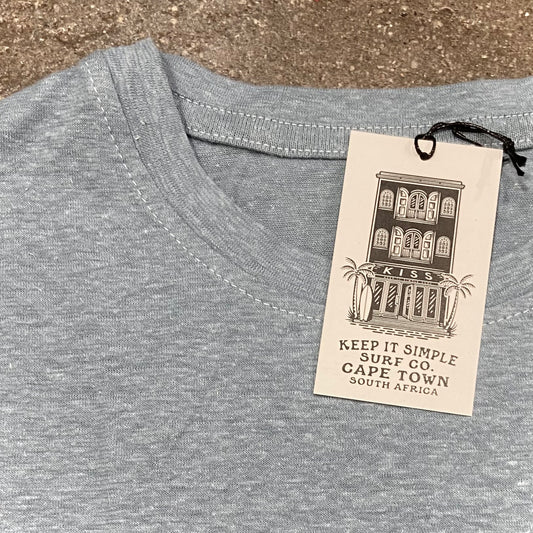 KISS
KEEP IT SIMPLE
SURF CO.
CAPE TOWN
SOUTH AFRICA